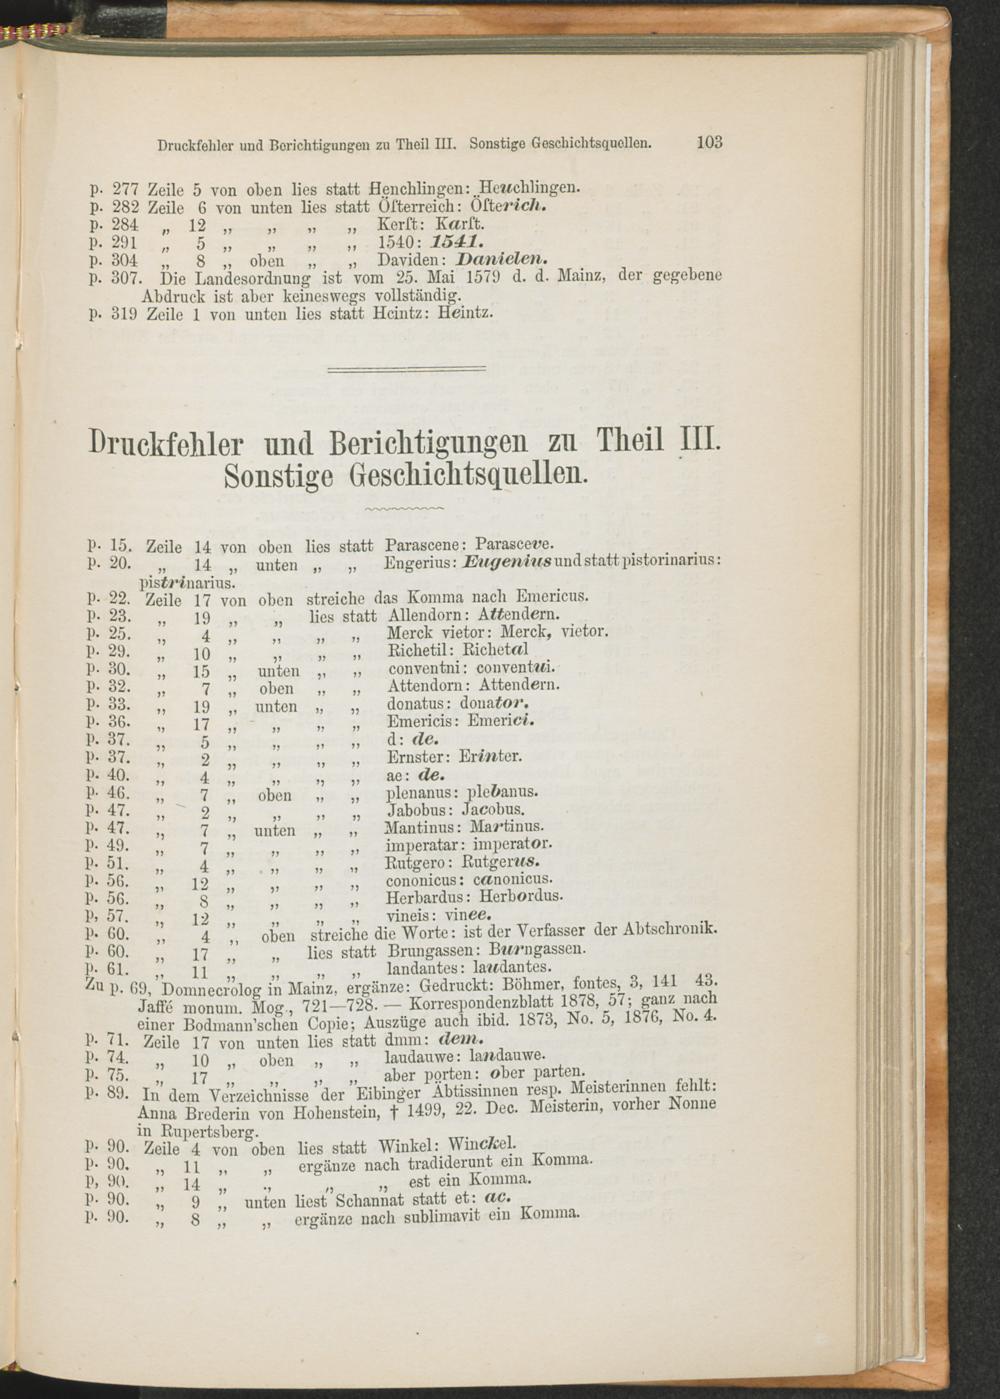 Druckfehler und Berichtigungen zu Theil III. Sonstige Geschichtsquellen. 103
p. 277 Zeile 5 von oben lies statt Henchlingen: Heuchlingen.
p. 282 Zeile 6 von unten lies statt Öfterreich: Öfterich.
p. 284 „ 12 „ „ „ „ Kerft: Karft.
p. 291 „ 5 „ „ „ „ 1540: 1541.
p. 304 „ 8 „ oben „ „ Daviden: Danielen.
p. 307. Die Landesordnung ist vom 25. Mai 1579 d. d. Mainz, der gegebene
Abdruck ist aber keineswegs vollständig.
p. 319 Zeile 1 von unten lies statt Hcintz: Heintz.
Druckfehler und Berichtigungen zu Theil III.
Sonstige Geschichtsquellen.
p. 15. Zeile 14 von oben lies statt Parascene: Parasceve.
p. 20. „ 14 „ unten „ „ Engerius: Eugenius und statt pistorinarius:
pistrinarius.
p. 22. Zeile 17 von oben streiche das Komma nach Emericus.
p. 23. „ 19 „ „ lies statt Allendorn: Attendern.
p. 25. „ 4 „ „ „ „ Merck vietor: Merck, vietor.
p. 29. „ 10 „ „ „ „ Richetil: Richetal
p. 30. „ 15 „ unten „ „ conventni: conventui.
p. 32. „ 7 „ oben „ „ Attendorn: Attendern.
p. 33. „ 19 „ unten „ „ donatus: donator.
p. 36. „ 17 „ „ „ „ Emericis: Emerici.
p. 37. „ 5 „ „ „ „ d: de.
p. 37. „ 2 „ „ „ „ Ernster: Erinter.
p. 40. „ 4 „ „ „ „ ae: de.
p. 46. „ 7 „ oben „ „ plenanus: plebanus.
p. 47. „ 2 „ „ „ „ Jabobus: Jacobus.
p. 47. „ 7 „ unten „ „ Mantinus: Martinus.
p. 49. „ 7 „ „ „ „ imperatar: imperator.
p. 51. „ 4 „ „ „ „ Rutgero: Rutgerus.
p. 56. „ 12 „ „ „ „ cononicus: canonicus.
p. 56. „ 8 „ „ „ „ Herbardus: Herbordus.
p, 57. „ 12 „ „ „ „ vineis: vinee.
p. 60. „ 4 „ oben streiche die Worte: ist der Verfasser der Abtschronik.
p. 60. „ 17 „ „ lies statt Brungassen: Burngassen.
p. 61. „ 11 „ „ „ „ landantes: laudantes.
Zu p. 69, Domnecrolog in Mainz, ergänze: Gedruckt: Böhmer, fontes, 3, 141 43.
Jaffé monum. Mog., 721—728. — Korrespondenzblatt 1878, 57; ganz nach
einer Bodmann'schen Copie; Auszüge auch ibid. 1873, No. 5, 1876, No. 4.
p. 71. Zeile 17 von unten lies statt dmm: dem.
p. 74. „ 10 „ oben „ „ laudauwe: landauwe.
p. 75. „ 17 „ „ „ „ aber porten: ober parten.
p. 89. In dem Verzeichnisse der Eibinger Äbtissinnen resp. Meisterinnen fehlt:
Anna Brederin von Hohenstein, † 1499, 22. Dec. Meisterin, vorher Nonne
in Rupertsberg.
p. 90. Zeile 4 von oben lies statt Winkel: Winckel.
p. 90. „ 11 „ „ ergänze nach tradiderunt ein Komma.
p, 90. „ 14 „ „ „ „ est ein Komma.
p. 90. „ 9 „ unten liest Schannat statt et: ac.
p. 90. „ 8 „ „ ergänze nach sublimavit ein Komma.